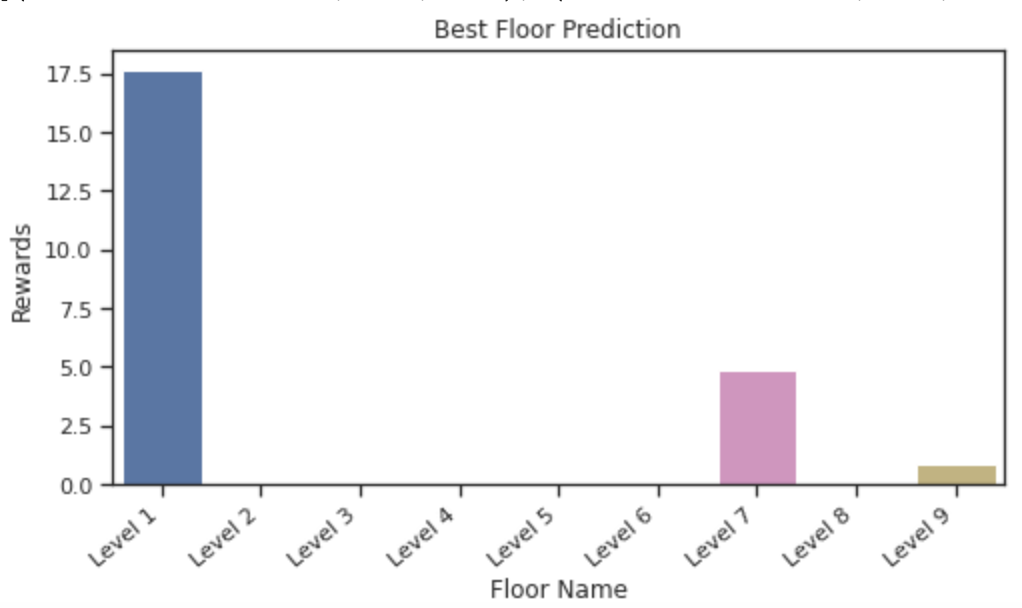 Best Floor Prediction
Rewards
17.5
15.0
12.5
10.0
7.5
5.0
2.5
0.0
Level 1
Level 2
Level 3
Level 4
Level 5
Level 6
Level 7
Level 8
Level 9
Floor Name